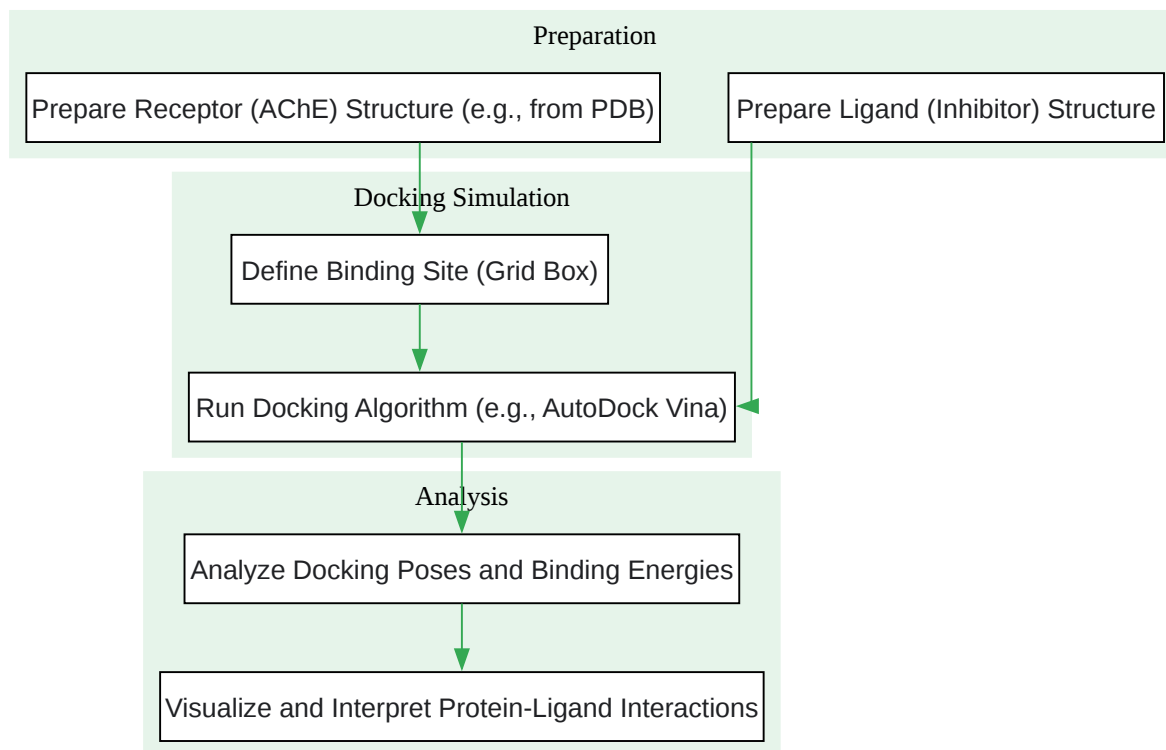 Preparation
Prepare Receptor (AChE) Structure (e.g., from PDB)
Prepare Ligand (Inhibitor) Structure
Docking Simulation
Define Binding Site (Grid Box)
Run Docking Algorithm (e.g., AutoDock Vina)
Analysis
Analyze Docking Poses and Binding Energies
Visualize and Interpret Protein-Ligand Interactions